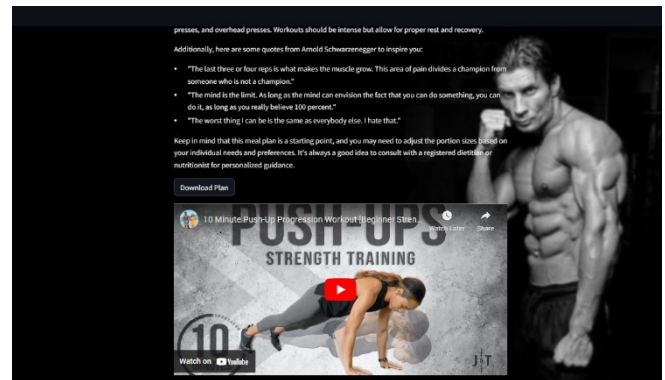 presses, and overhead presses. Workouts should be intense but allow for proper rest and recovery.
Additionally, here are some quotes from Arnold Schwarzenegger to inspire you:
• "The last three or four reps is what makes the muscle grow. This area of pain divides a champion from
someone who is not a champion."
• "The mind is the limit. As long as the mind can envision the fact that you can do something, you can
do it, as long as you really believe 100 percent."
• "The worst thing I can be is the same as everybody else. I hate that."
Keep in mind that this meal plan is a starting point, and you may need to adjust the portion sizes based on
your individual needs and preferences. It's always a good idea to consult with a registered dietitian or
nutritionist for personalized guidance.
Download Plan
10 Minute Push-Up Progression Workout [Beginner Stren...
Watch Later
Share
PUSH-UPS
STRENGTH TRAINING
10
Watch on YouTube